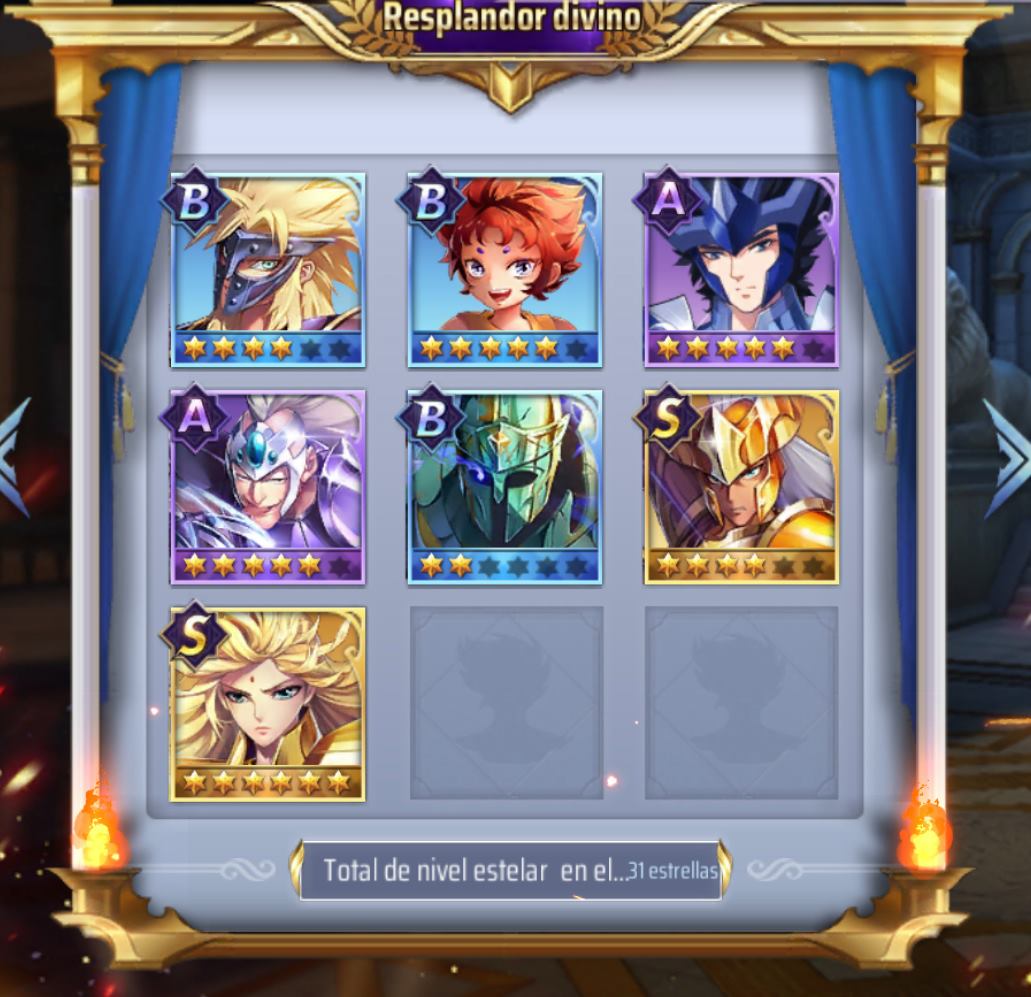 Resplandor divino
B
B
A
A
B
S
S
Total de nivel estelar en el...31 estrellas